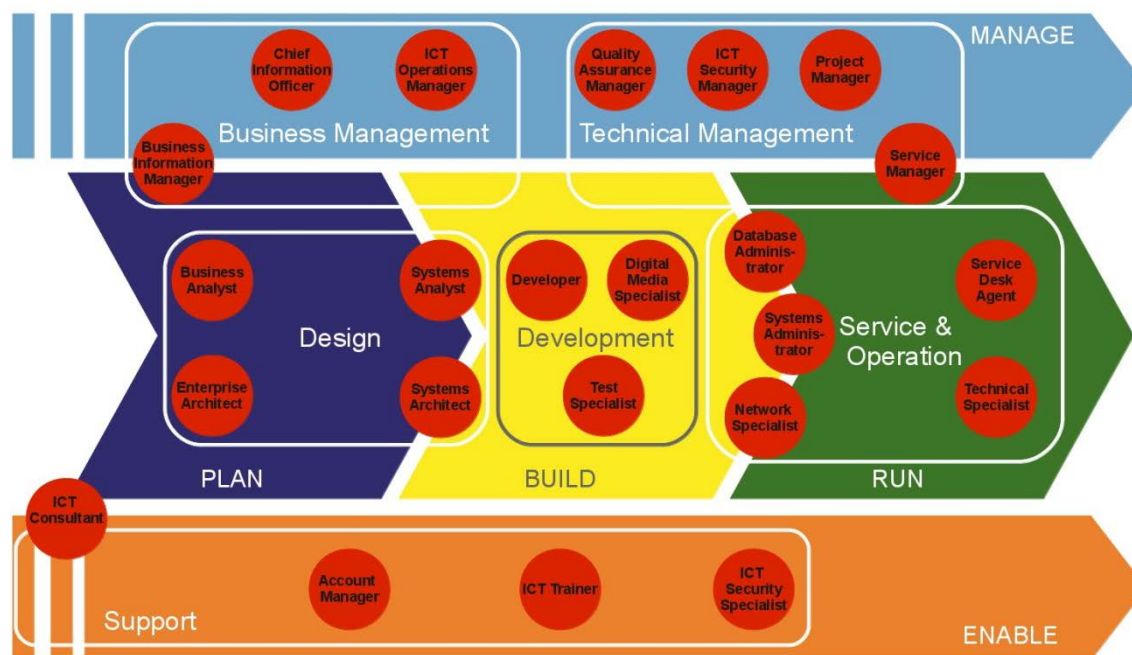 MANAGE
Chief
Information
Officer
ICT
Operations
Manager
Quality
Assurance
Manager
ICT
Security
Manager
Project
Manager
Business Management
Technical Management
Business
Information
Manager
Service
Manager
Business
Analyst
Systems
Analyst
Developer
Digital
Media
Specialist
Database
Adminis-
trator
Service
Desk
Agent
Design
Development
Systems
Adminis-
trator
Service &
Operation
Enterprise
Architect
Systems
Architect
Test
Specialist
Network
Specialist
Technical
Specialist
PLAN
BUILD
RUN
ICT
Consultant
Account
Manager
ICT Trainer
ICT
Security
Specialist
Support
ENABLE